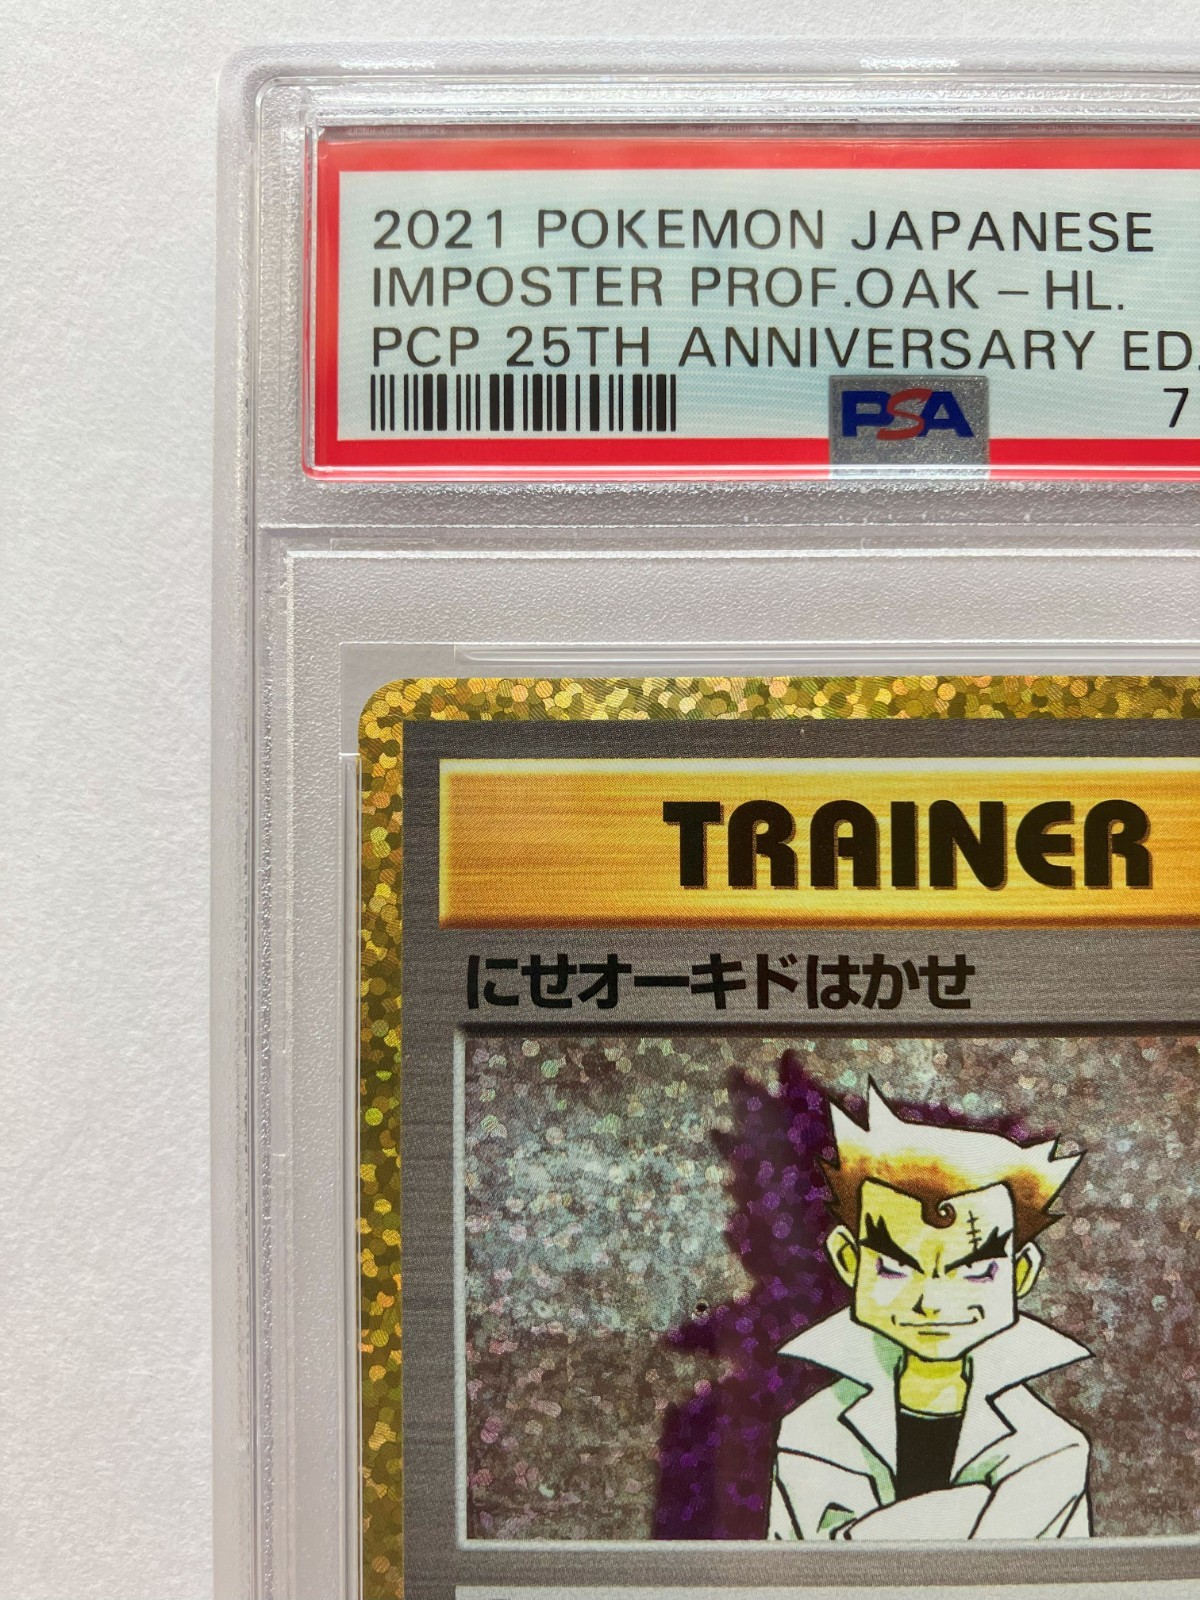 2021 POKEMON JAPANESE
IMPOSTER PROF.OAK - HL.
PCP 25TH ANNIVERSARY ED.
PSA 7
TRAINER
にせオーキドはかせ